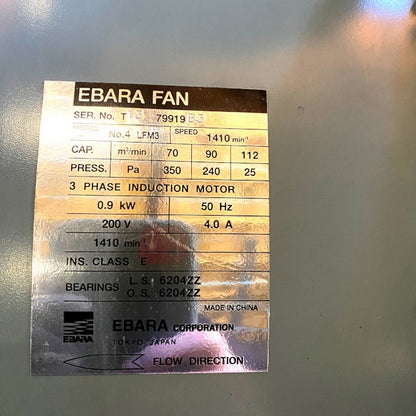 EBARA FAN
SER. No. T 79919
MODEL No.4 LFM3 SPEED 1410 min⁻¹
CAP. m³/min 70 90 112
PRESS. Pa 350 240 25
3 PHASE INDUCTION MOTOR
0.9 kW 50 Hz
200 V 4.0 A
1410 min⁻¹
INS. CLASS E
BEARINGS L. S. 6204ZZ
O. S. 6204ZZ
MADE IN CHINA
EBARA EBARA CORPORATION
TOKYO JAPAN
FLOW DIRECTION